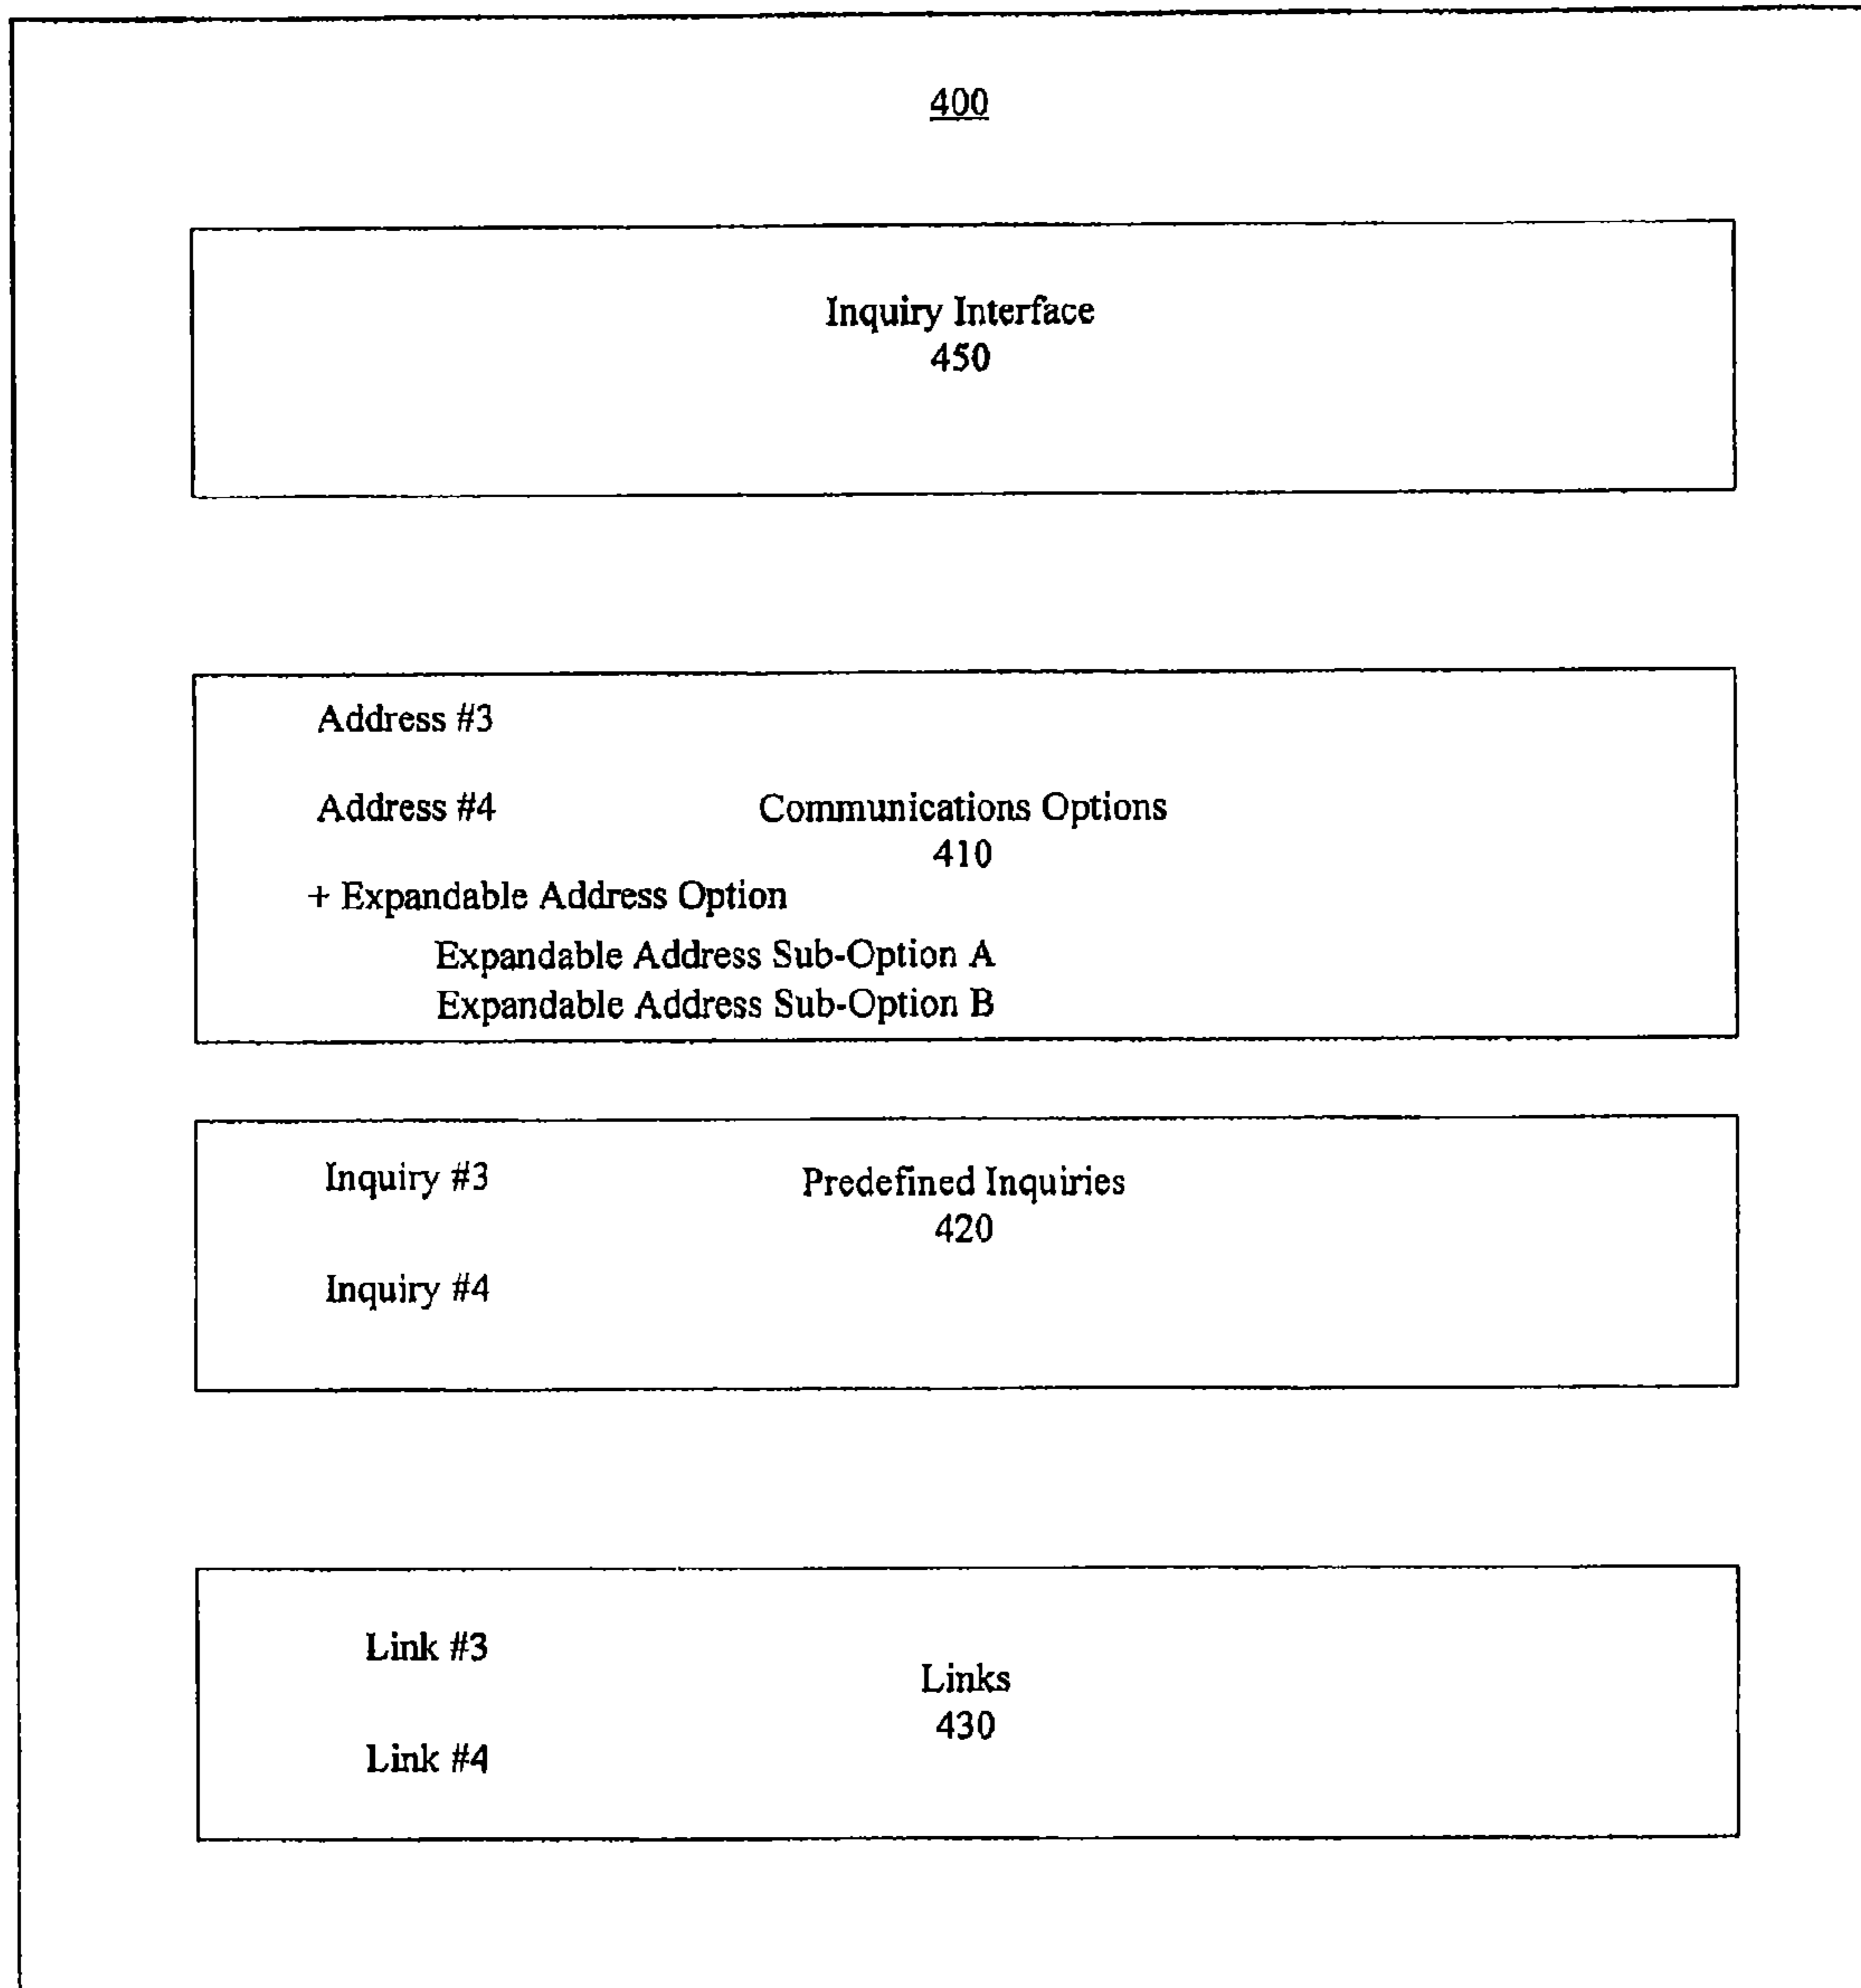 400
Inquiry Interface
450
Address #3
Address #4
Communications Options
410
+ Expandable Address Option
Expandable Address Sub-Option A
Expandable Address Sub-Option B
Inquiry #3
Predefined Inquiries
420
Inquiry #4
Link #3
Links
430
Link #4